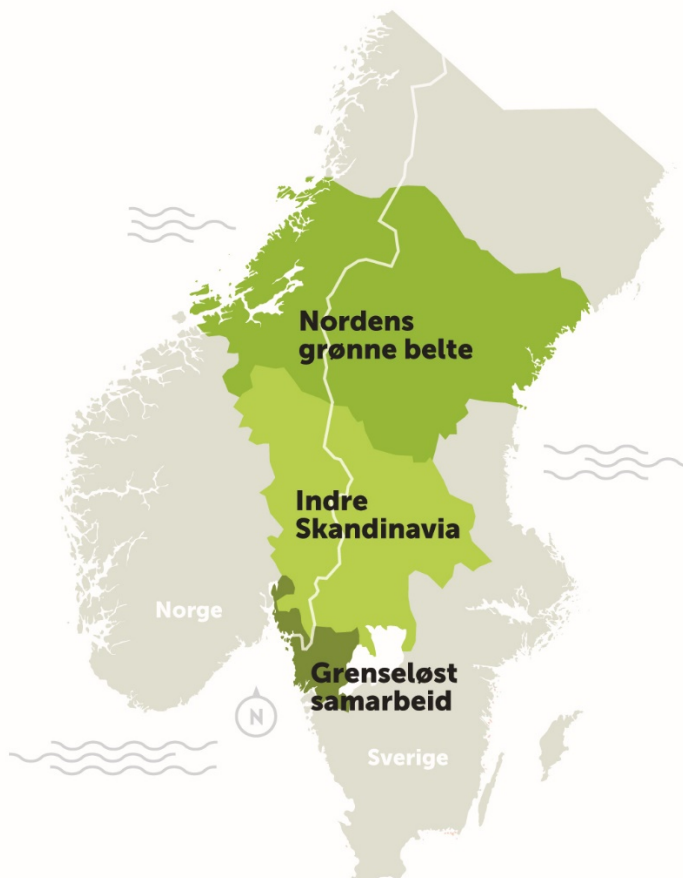 Nordens
grønne belte
Indre
Skandinavia
Norge
Grenseløst
samarbeid
N
Sverige